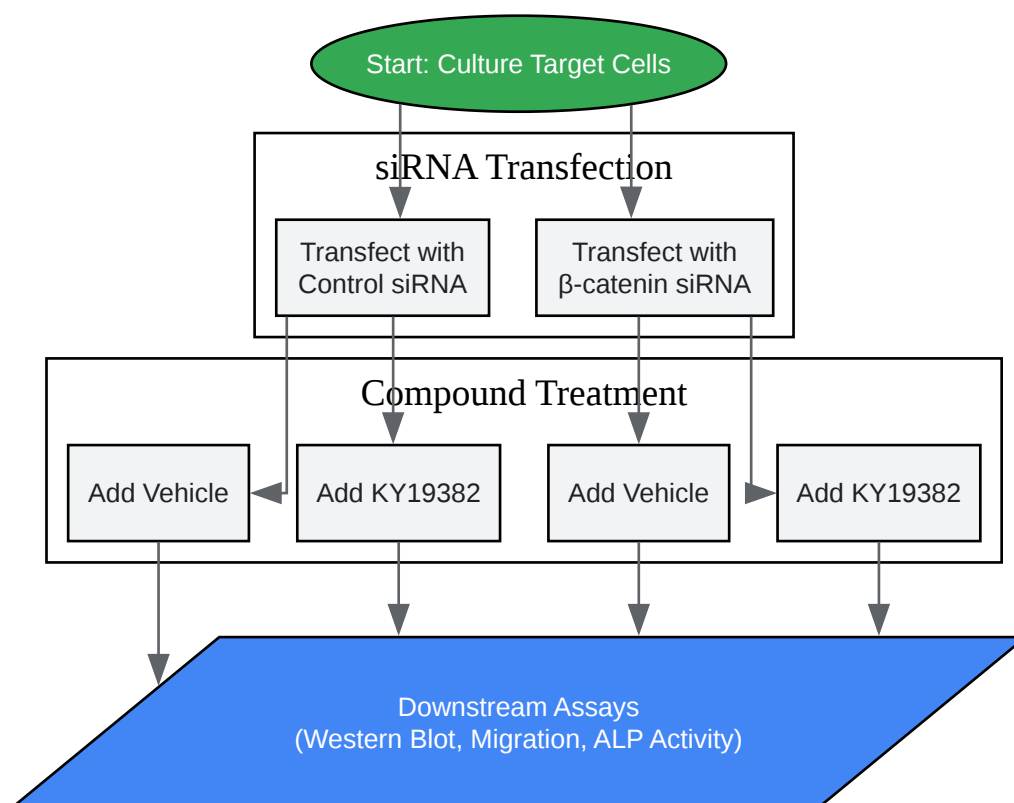 Start: Culture Target Cells
siRNA Transfection
Transfect with
Control siRNA
Transfect with
β-catenin siRNA
Compound Treatment
Add Vehicle
Add KY19382
Add Vehicle
Add KY19382
Downstream Assays
(Western Blot, Migration, ALP Activity)